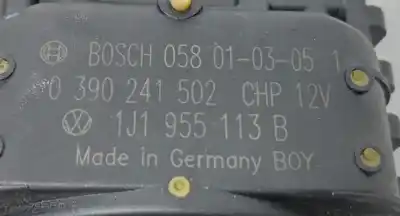 BOSCH 058 01-03-05 1
0 390 241 502 CHP 12V
1J1 955 113 B
Made in Germany BOY